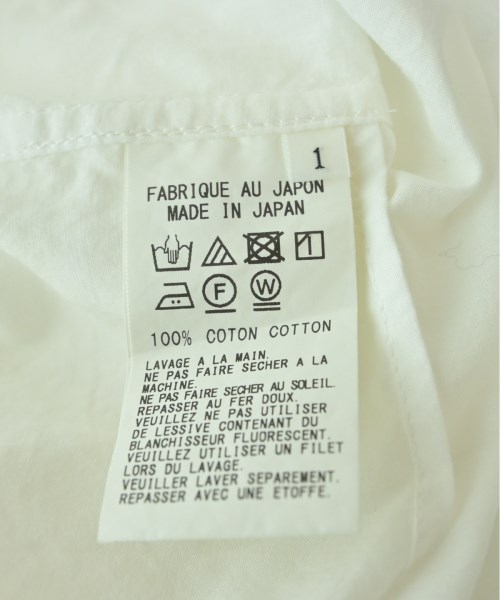 1
FABRIQUE AU JAPON
MADE IN JAPAN
F
W
100% COTON COTTON
LAVAGE A LA MAIN.
NE PAS FAIRE SECHER A LA
MACHINE.
NE PAS FAIRE SECHER AU SOLEIL.
REPASSER AU FER DOUX.
VEUILLEZ NE PAS UTILISER
DE LESSIVE CONTENANT DU
BLANCHISSEUR FLUORESCENT.
VEUILLEZ UTILISER UN FILET
LORS DU LAVAGE.
VEUILLER LAVER SEPAREMENT.
REPASSER AVEC UNE ETOFFE.